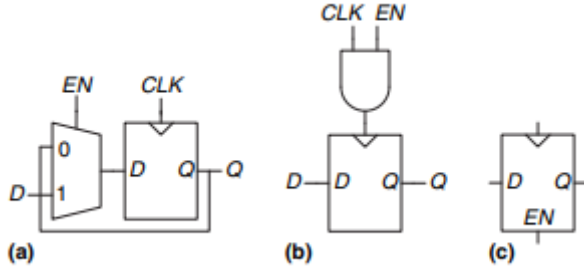 CLK EN
EN CLK
0
D 1 D Q Q
D D Q Q
D Q
EN
(a) (b) (c)